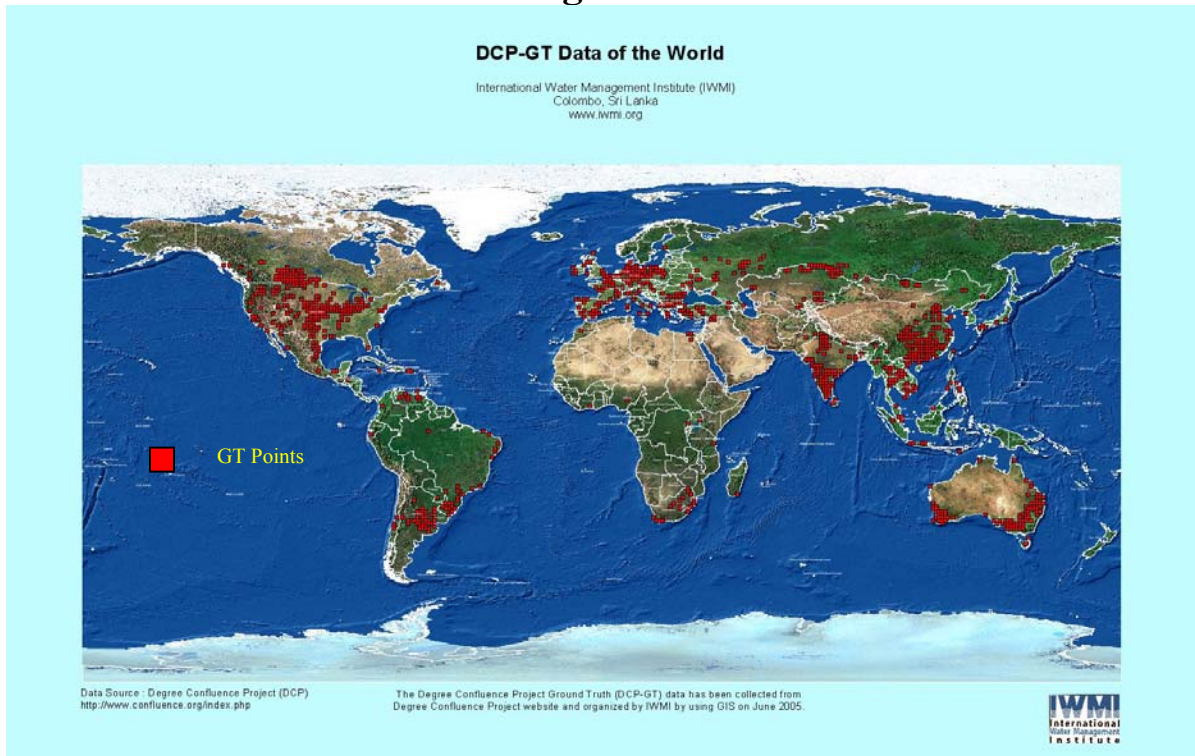 DCP-GT Data of the World
International Water Management Institute (IWMI)
Colombo, Sri Lanka
www.iwmi.org
GT Points
Data Source : Degree Confluence Project (DCP)
http://www.confluence.org/index.php
The Degree Confluence Project Ground Truth (DCP-GT) data has been collected from
Degree Confluence Project website and organized by IWMI by using GIS on June 2005.
IWMI
International
Water Management
Institute